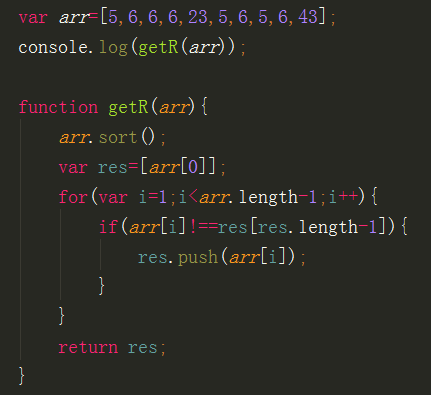 var arr=[5,6,6,6,23,5,6,5,6,43];
console.log(getR(arr));
function getR(arr){
arr.sort();
var res=[arr[0]];
for(var i=1;i<arr.length-1;i++){
if(arr[i]!==res[res.length-1]){
res.push(arr[i]);
}
}
return res;
}